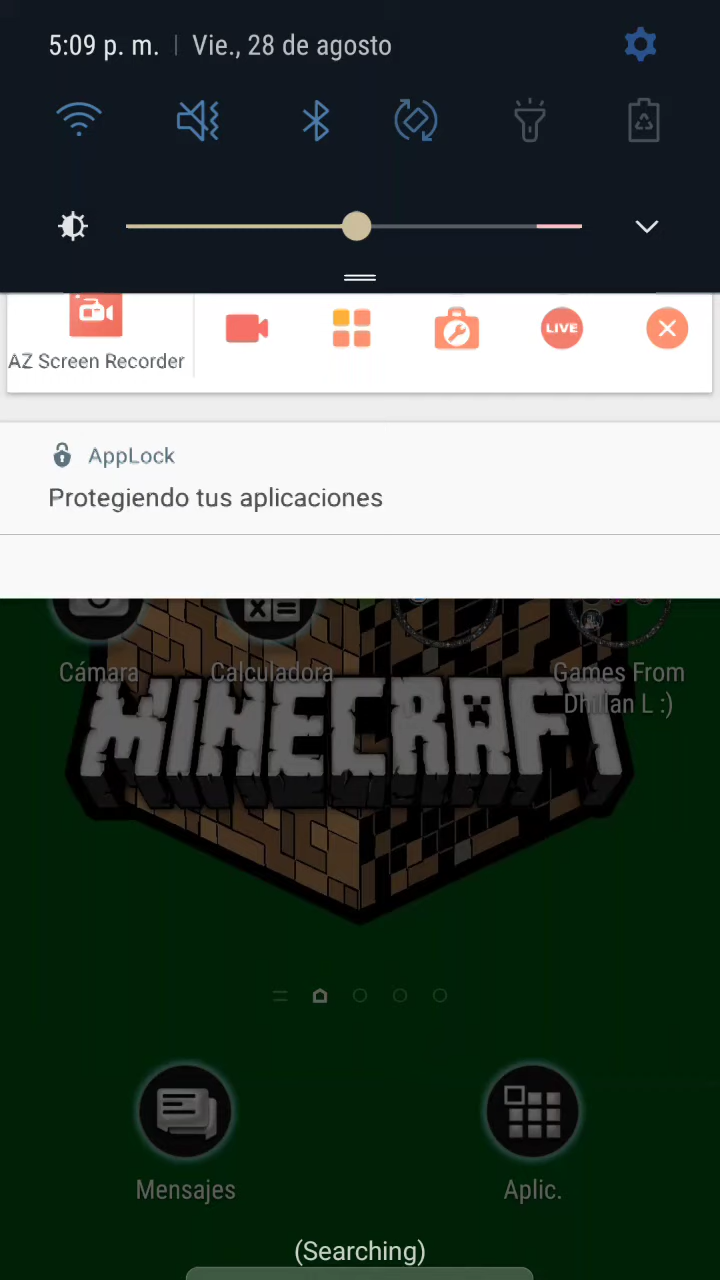 5:09 p. m. | Vie., 28 de agosto
LIVE
AZ Screen Recorder
AppLock
Protegiendo tus aplicaciones
Cámara
Calculadora
Games From
Dhillan L :)
MINECRAFT
Mensajes
Aplic.
(Searching)